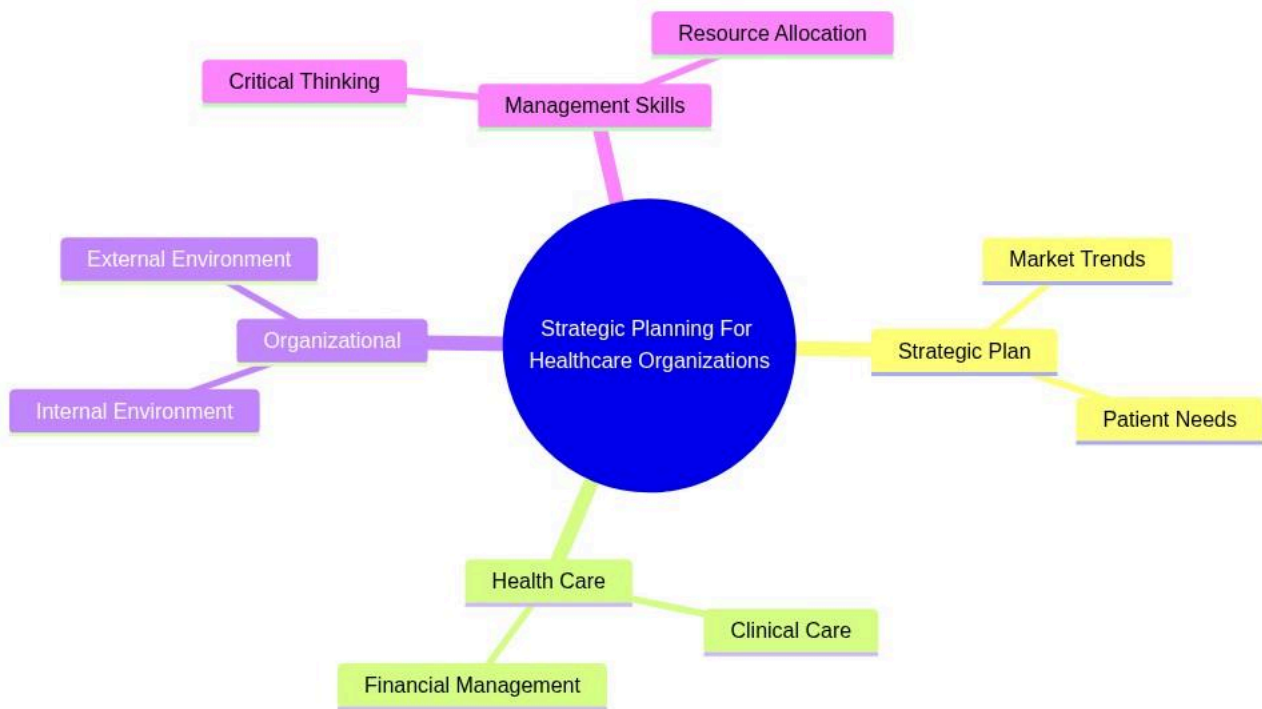 Resource Allocation
Critical Thinking
Management Skills
External Environment
Market Trends
Organizational
Strategic Planning For
Healthcare Organizations
Strategic Plan
Internal Environment
Patient Needs
Health Care
Clinical Care
Financial Management